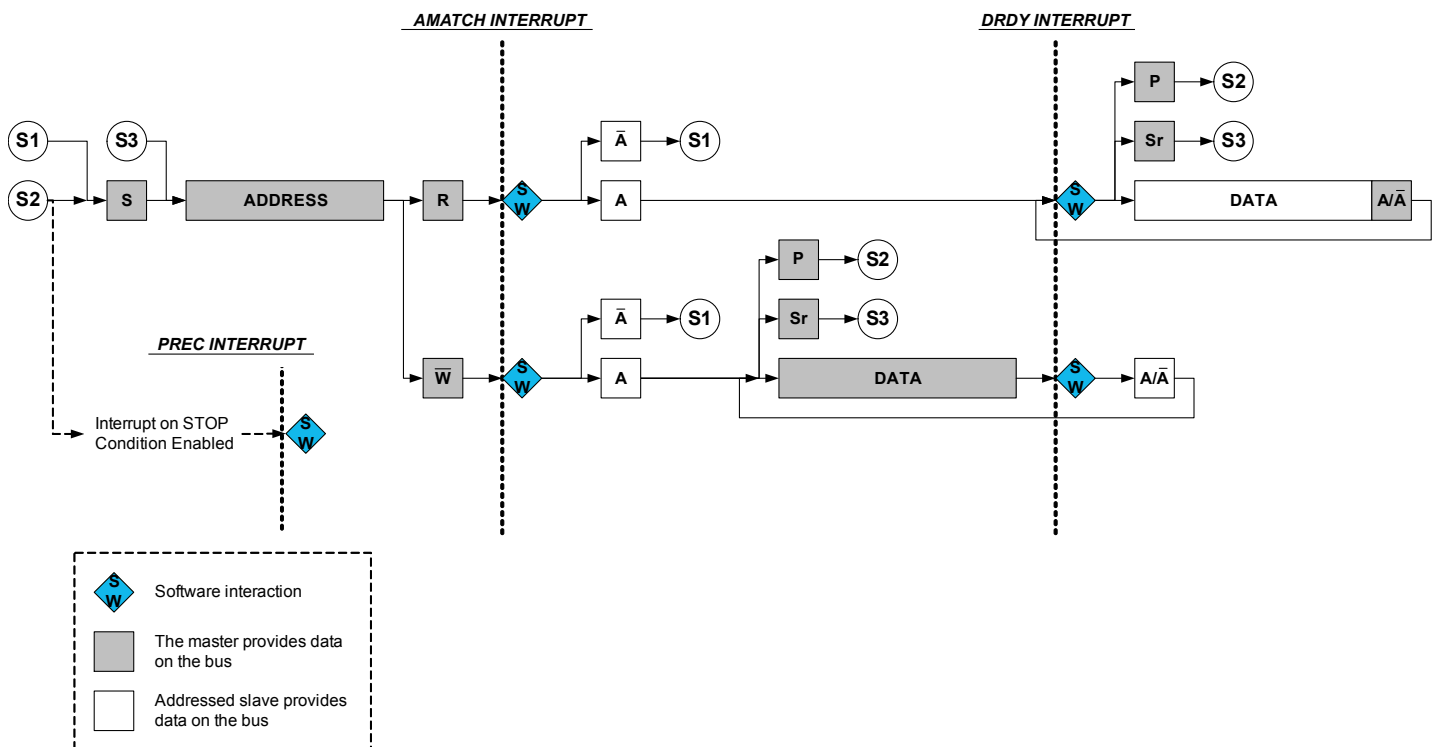 AMATCH INTERRUPT
DRDY INTERRUPT
P
S2
S1
S3
A̅
S1
Sr
S3
S2
S
ADDRESS
R
S
W
A
S
W
DATA
A/A̅
P
S2
A̅
S1
Sr
S3
PREC INTERRUPT
W̅
S
W
A
DATA
S
W
A/A̅
Interrupt on STOP
Condition Enabled
S
W
S
W
Software interaction
The master provides data
on the bus
Addressed slave provides
data on the bus